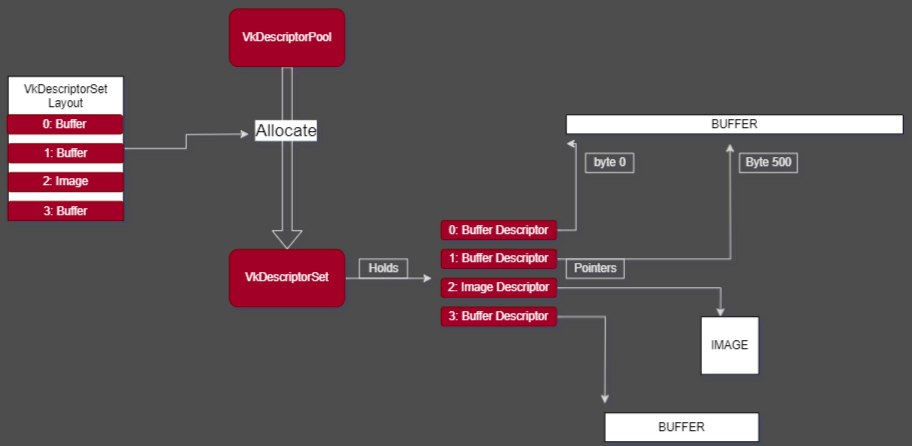 VkDescriptorPool
VkDescriptorSet
Layout
0: Buffer
1: Buffer
2: Image
3: Buffer
Allocate
BUFFER
byte 0
Byte 500
VkDescriptorSet
Holds
0: Buffer Descriptor
1: Buffer Descriptor
2: Image Descriptor
3: Buffer Descriptor
Pointers
IMAGE
BUFFER